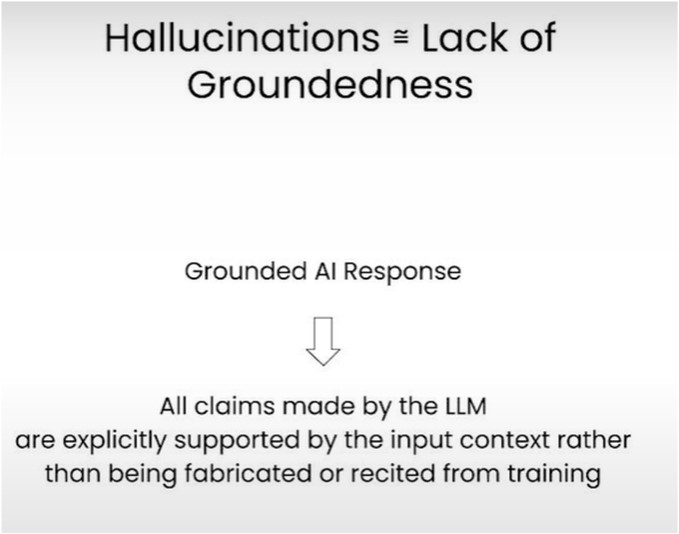 Hallucinations ≅ Lack of
Groundedness
Grounded AI Response
All claims made by the LLM
are explicitly supported by the input context rather
than being fabricated or recited from training